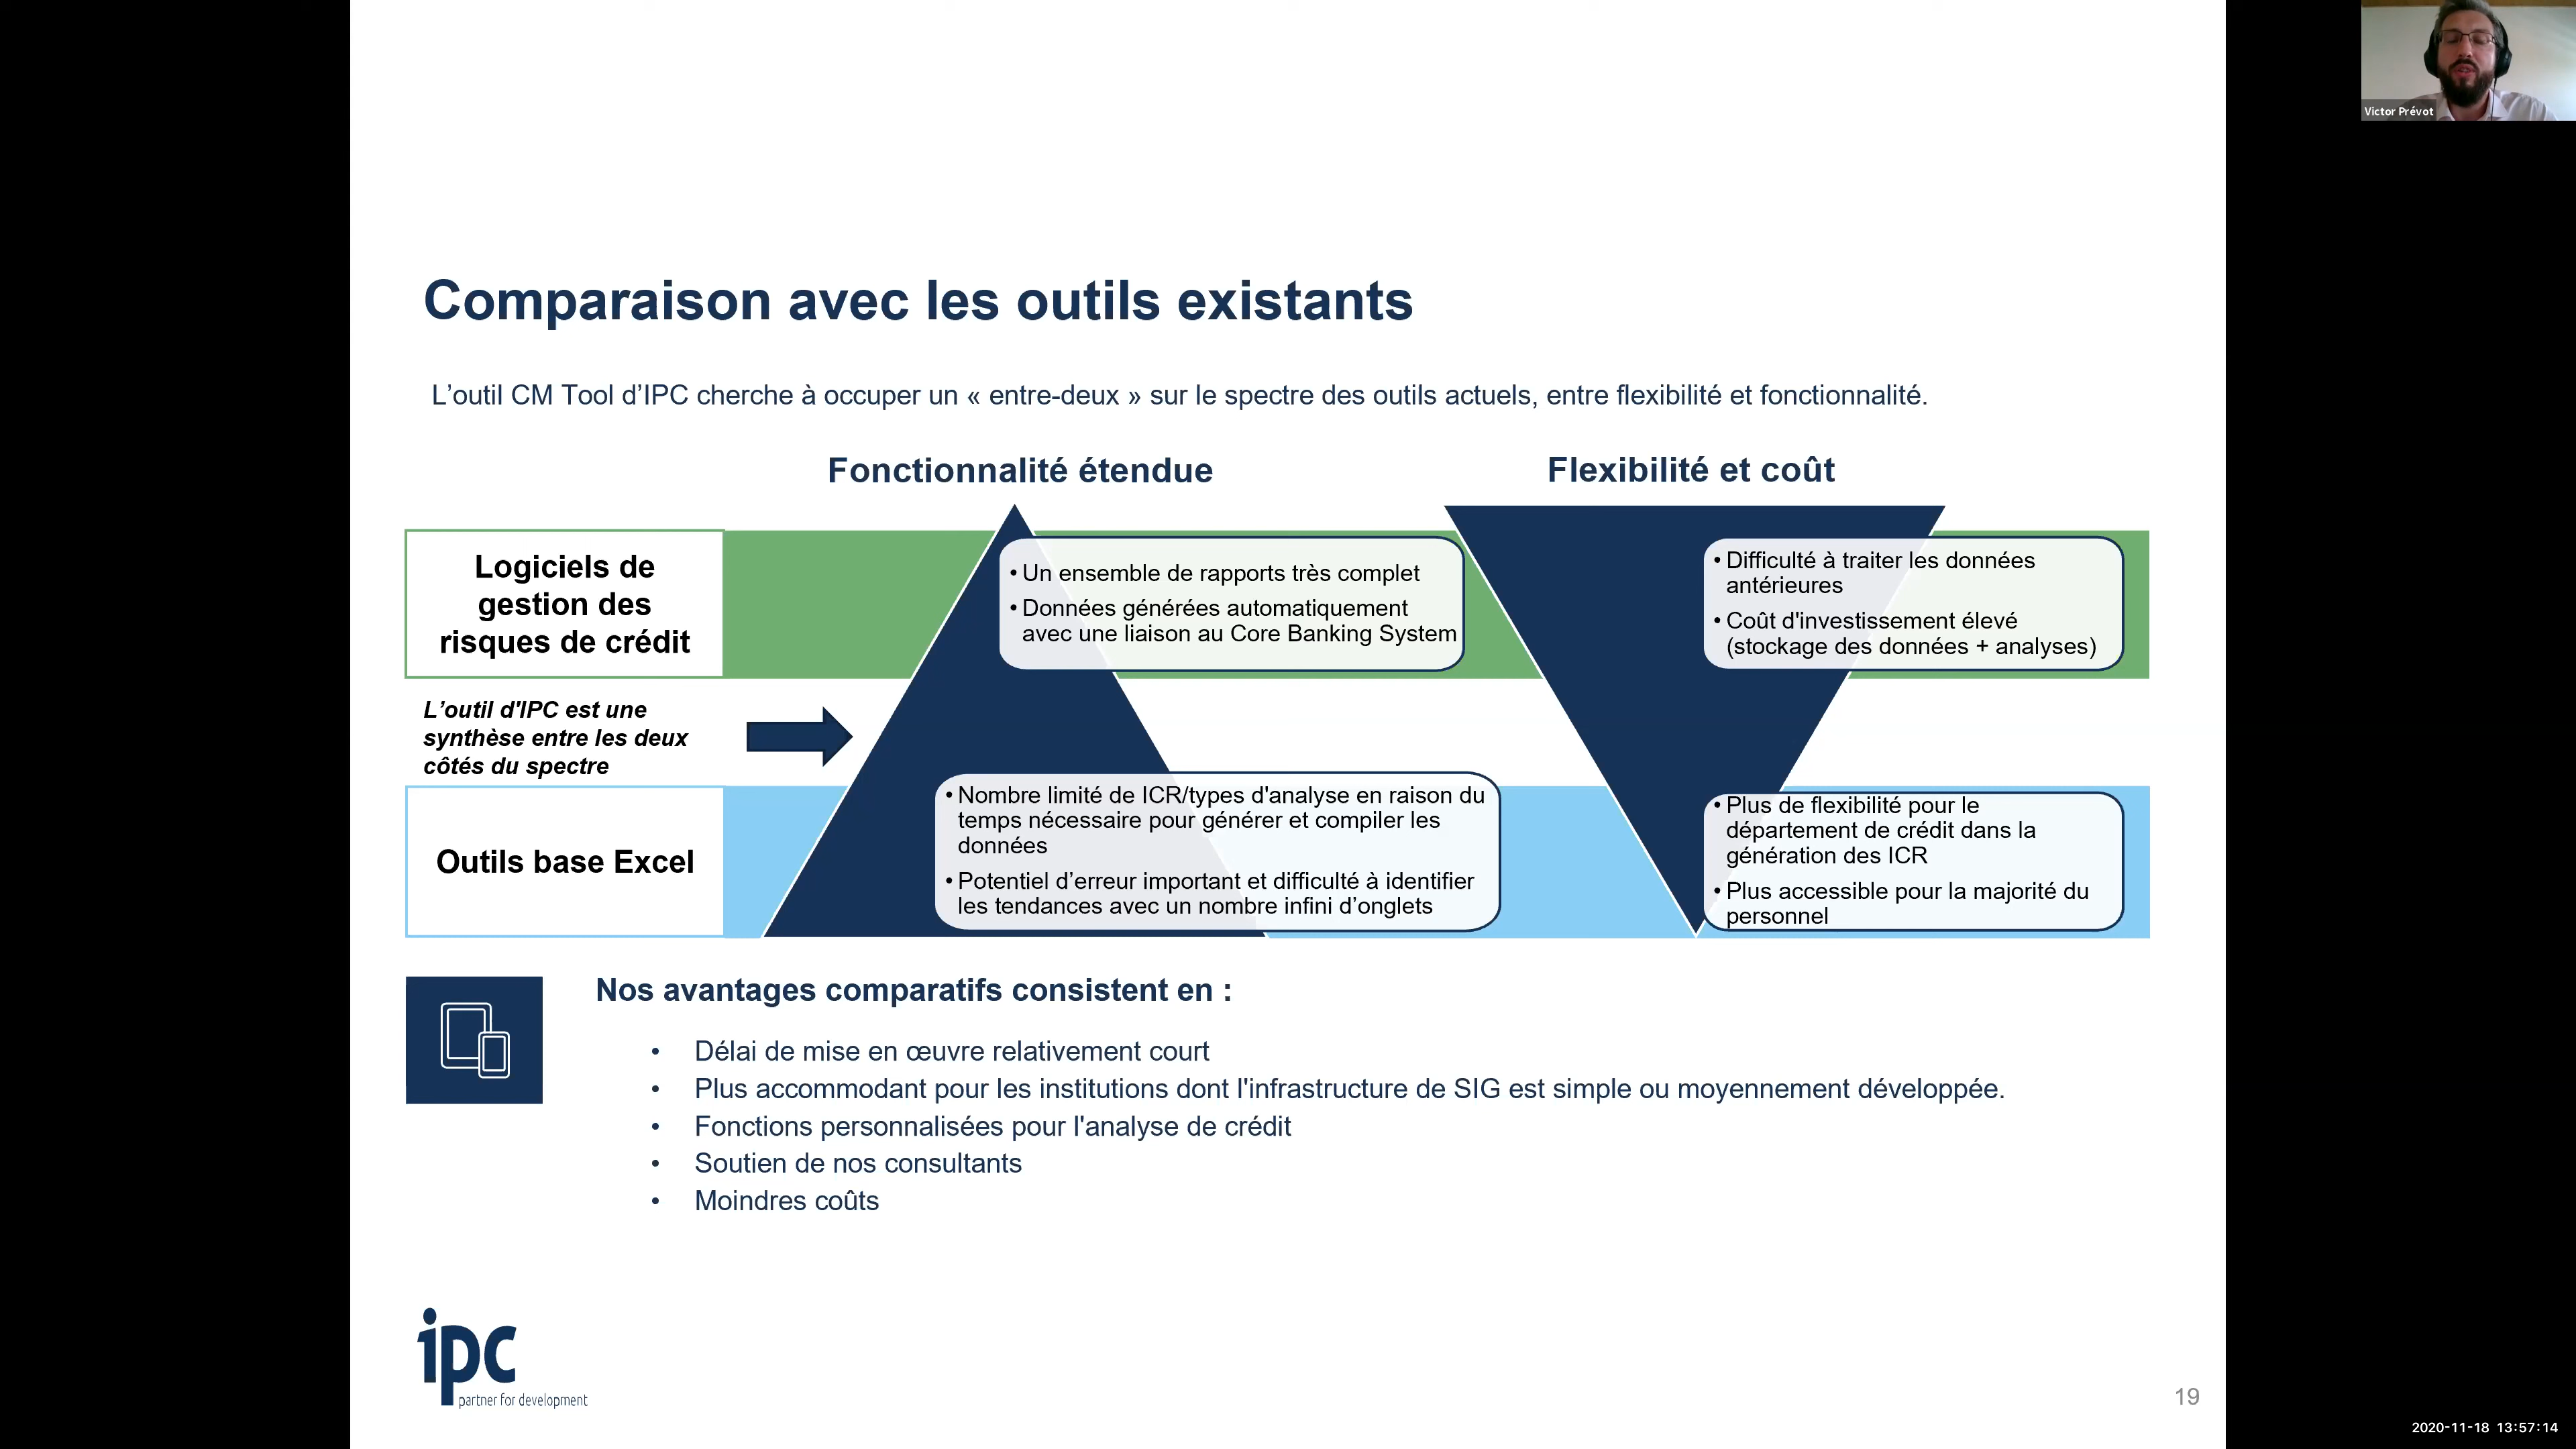 Victor Prévot
Comparaison avec les outils existants
L’outil CM Tool d’IPC cherche à occuper un « entre-deux » sur le spectre des outils actuels, entre flexibilité et fonctionnalité.
Fonctionnalité étendue
Flexibilité et coût
Logiciels de
gestion des
risques de crédit
• Un ensemble de rapports très complet
• Données générées automatiquement
avec une liaison au Core Banking System
• Difficulté à traiter les données
antérieures
• Coût d'investissement élevé
(stockage des données + analyses)
L’outil d'IPC est une
synthèse entre les deux
côtés du spectre
Outils base Excel
• Nombre limité de ICR/types d'analyse en raison du
temps nécessaire pour générer et compiler les
données
• Potentiel d’erreur important et difficulté à identifier
les tendances avec un nombre infini d’onglets
• Plus de flexibilité pour le
département de crédit dans la
génération des ICR
• Plus accessible pour la majorité du
personnel
Nos avantages comparatifs consistent en :
• Délai de mise en œuvre relativement court
• Plus accommodant pour les institutions dont l'infrastructure de SIG est simple ou moyennement développée.
• Fonctions personnalisées pour l'analyse de crédit
• Soutien de nos consultants
• Moindres coûts
ipc
partner for development
19
2020-11-18 13:57:14